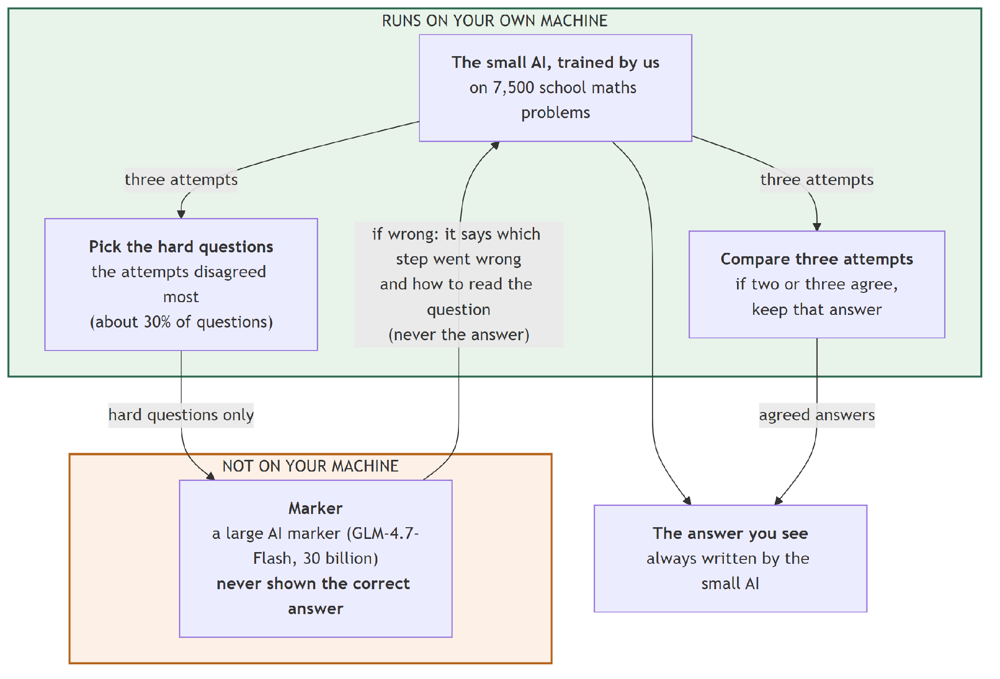 RUNS ON YOUR OWN MACHINE
The small AI, trained by us
on 7,500 school maths
problems
three attempts
three attempts
Pick the hard questions
the attempts disagreed
most
(about 30% of questions)
if wrong: it says which
step went wrong
and how to read the
question
(never the answer)
Compare three attempts
if two or three agree,
keep that answer
hard questions only
agreed answers
NOT ON YOUR MACHINE
Marker
a large AI marker (GLM-4.7-
Flash, 30 billion)
never shown the correct
answer
The answer you see
always written by the
small AI